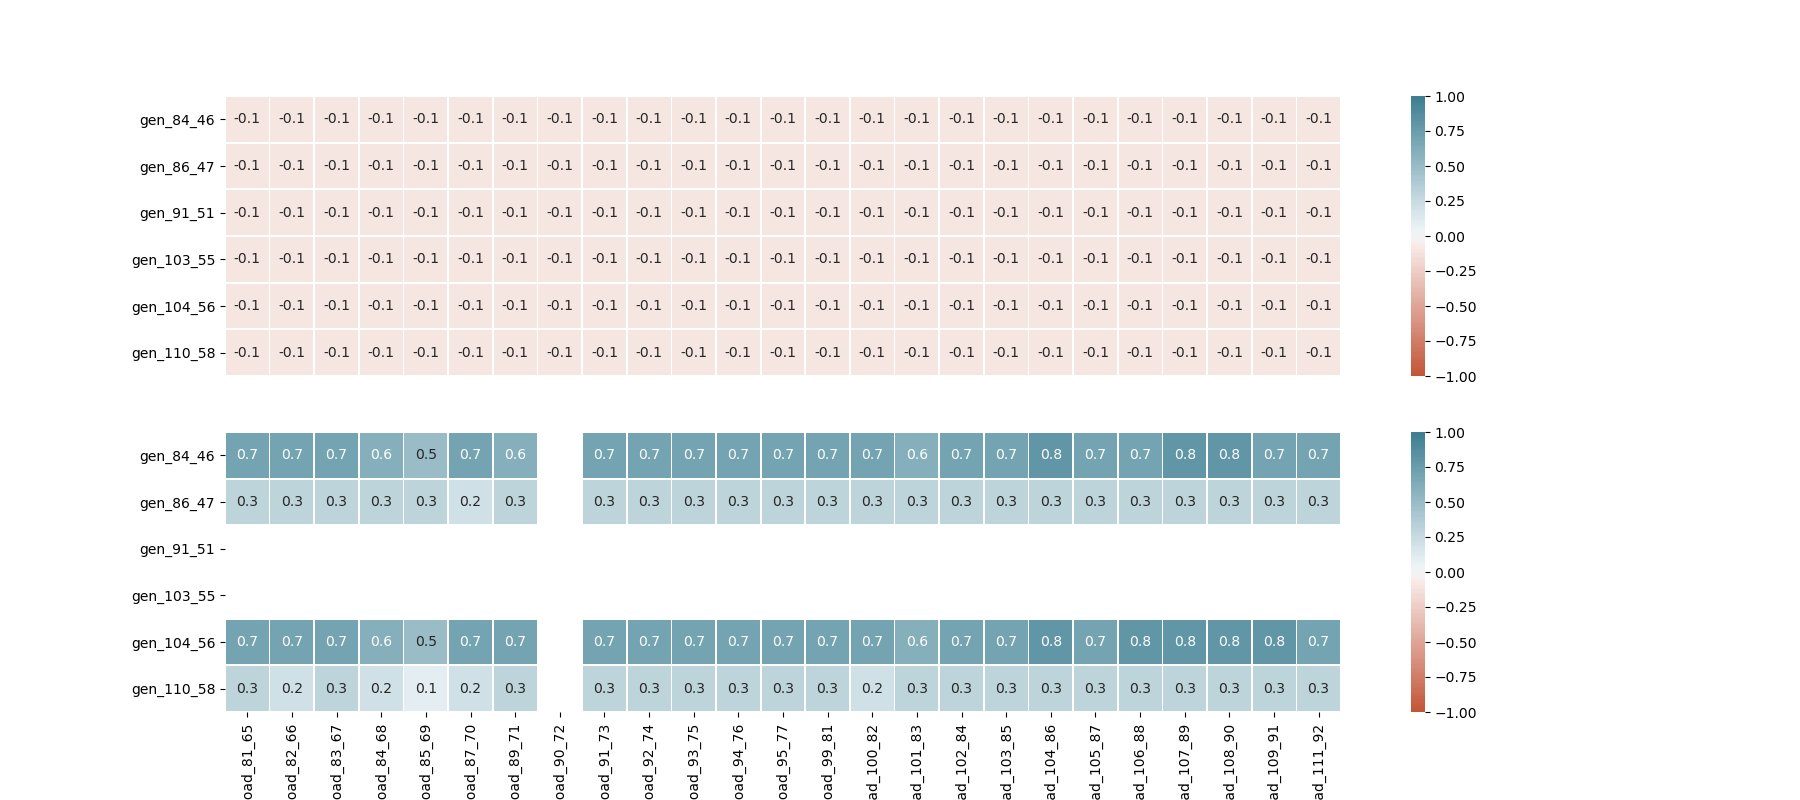 gen_84_46 -0.1 -0.1 -0.1 -0.1 -0.1 -0.1 -0.1 -0.1 -0.1 -0.1 -0.1 -0.1 -0.1 -0.1 -0.1 -0.1 -0.1 -0.1 -0.1 -0.1 -0.1 -0.1 -0.1 -0.1 -0.1
gen_86_47 -0.1 -0.1 -0.1 -0.1 -0.1 -0.1 -0.1 -0.1 -0.1 -0.1 -0.1 -0.1 -0.1 -0.1 -0.1 -0.1 -0.1 -0.1 -0.1 -0.1 -0.1 -0.1 -0.1 -0.1 -0.1
gen_91_51 -0.1 -0.1 -0.1 -0.1 -0.1 -0.1 -0.1 -0.1 -0.1 -0.1 -0.1 -0.1 -0.1 -0.1 -0.1 -0.1 -0.1 -0.1 -0.1 -0.1 -0.1 -0.1 -0.1 -0.1 -0.1
gen_103_55 -0.1 -0.1 -0.1 -0.1 -0.1 -0.1 -0.1 -0.1 -0.1 -0.1 -0.1 -0.1 -0.1 -0.1 -0.1 -0.1 -0.1 -0.1 -0.1 -0.1 -0.1 -0.1 -0.1 -0.1 -0.1
gen_104_56 -0.1 -0.1 -0.1 -0.1 -0.1 -0.1 -0.1 -0.1 -0.1 -0.1 -0.1 -0.1 -0.1 -0.1 -0.1 -0.1 -0.1 -0.1 -0.1 -0.1 -0.1 -0.1 -0.1 -0.1 -0.1
gen_110_58 -0.1 -0.1 -0.1 -0.1 -0.1 -0.1 -0.1 -0.1 -0.1 -0.1 -0.1 -0.1 -0.1 -0.1 -0.1 -0.1 -0.1 -0.1 -0.1 -0.1 -0.1 -0.1 -0.1 -0.1 -0.1
1.00
0.75
0.50
0.25
0.00
−0.25
−0.50
−0.75
−1.00
gen_84_46 0.7 0.7 0.7 0.6 0.5 0.7 0.6 0.7 0.7 0.7 0.7 0.7 0.7 0.7 0.6 0.7 0.7 0.8 0.7 0.7 0.8 0.8 0.7 0.7
gen_86_47 0.3 0.3 0.3 0.3 0.3 0.2 0.3 0.3 0.3 0.3 0.3 0.3 0.3 0.3 0.3 0.3 0.3 0.3 0.3 0.3 0.3 0.3 0.3 0.3
gen_91_51
gen_103_55
gen_104_56 0.7 0.7 0.7 0.6 0.5 0.7 0.7 0.7 0.7 0.7 0.7 0.7 0.7 0.7 0.6 0.7 0.7 0.8 0.7 0.8 0.8 0.8 0.8 0.7
gen_110_58 0.3 0.2 0.3 0.2 0.1 0.2 0.3 0.3 0.3 0.3 0.3 0.3 0.3 0.2 0.3 0.3 0.3 0.3 0.3 0.3 0.3 0.3 0.3 0.3
1.00
0.75
0.50
0.25
0.00
−0.25
−0.50
−0.75
−1.00
oad_81_65
oad_82_66
oad_83_67
oad_84_68
oad_85_69
oad_87_70
oad_89_71
oad_90_72
oad_91_73
oad_92_74
oad_93_75
oad_94_76
oad_95_77
oad_99_81
ad_100_82
ad_101_83
ad_102_84
ad_103_85
ad_104_86
ad_105_87
ad_106_88
ad_107_89
ad_108_90
ad_109_91
ad_111_92